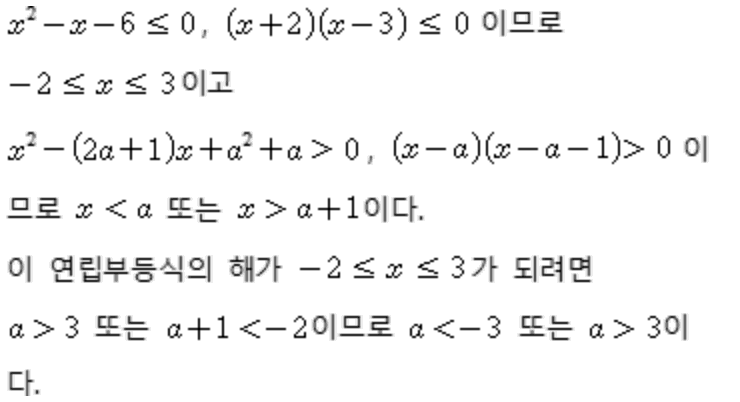 x²-x-6≤0, (x+2)(x-3)≤0 이므로
-2≤x≤3이고
x²-(2a+1)x+a²+a>0, (x-a)(x-a-1)>0 이
므로 x<a 또는 x>a+1이다.
이 연립부등식의 해가 -2≤x≤3가 되려면
a>3 또는 a+1<-2이므로 a<-3 또는 a>3이
다.